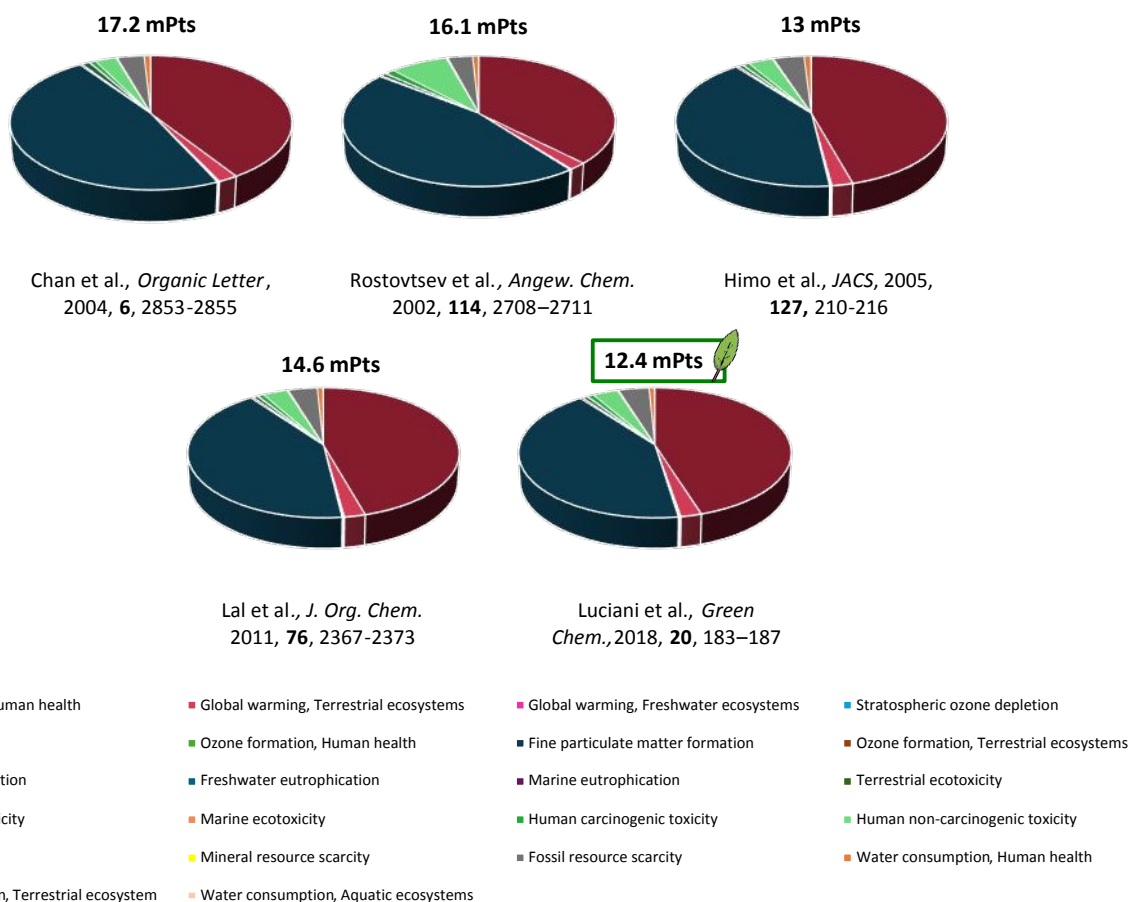 17.2 mPts
16.1 mPts
13 mPts
Chan et al., Organic Letter,
2004, 6, 2853-2855
Rostovtsev et al., Angew. Chem.
2002, 114, 2708–2711
Himo et al., JACS, 2005,
127, 210-216
14.6 mPts
12.4 mPts
Lal et al., J. Org. Chem.
2011, 76, 2367-2373
Luciani et al., Green
Chem.,2018, 20, 183–187
human health
Global warming, Terrestrial ecosystems
Global warming, Freshwater ecosystems
Stratospheric ozone depletion
Ozone formation, Human health
Fine particulate matter formation
Ozone formation, Terrestrial ecosystems
Freshwater eutrophication
Marine eutrophication
Terrestrial ecotoxicity
Marine ecotoxicity
Human carcinogenic toxicity
Human non-carcinogenic toxicity
Mineral resource scarcity
Fossil resource scarcity
Water consumption, Human health
, Terrestrial ecosystem
Water consumption, Aquatic ecosystems